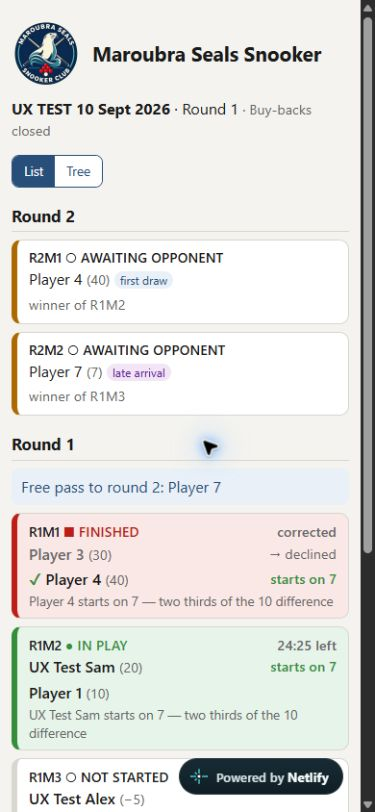 MAROUBRA SEALS
SNOOKER CLUB
Maroubra Seals Snooker
UX TEST 10 Sept 2026 · Round 1 · Buy-backs
closed
List Tree
Round 2
R2M1 ○ AWAITING OPPONENT
Player 4 (40) first draw
winner of R1M2
R2M2 ○ AWAITING OPPONENT
Player 7 (7) late arrival
winner of R1M3
Round 1
Free pass to round 2: Player 7
R1M1 ■ FINISHED corrected
Player 3 (30) → declined
✓ Player 4 (40) starts on 7
Player 4 starts on 7 — two thirds of the 10 difference
R1M2 ● IN PLAY 24:25 left
UX Test Sam (20) starts on 7
Player 1 (10)
UX Test Sam starts on 7 — two thirds of the 10
difference
R1M3 ○ NOT STARTED
Powered by Netlify
UX Test Alex (−5)